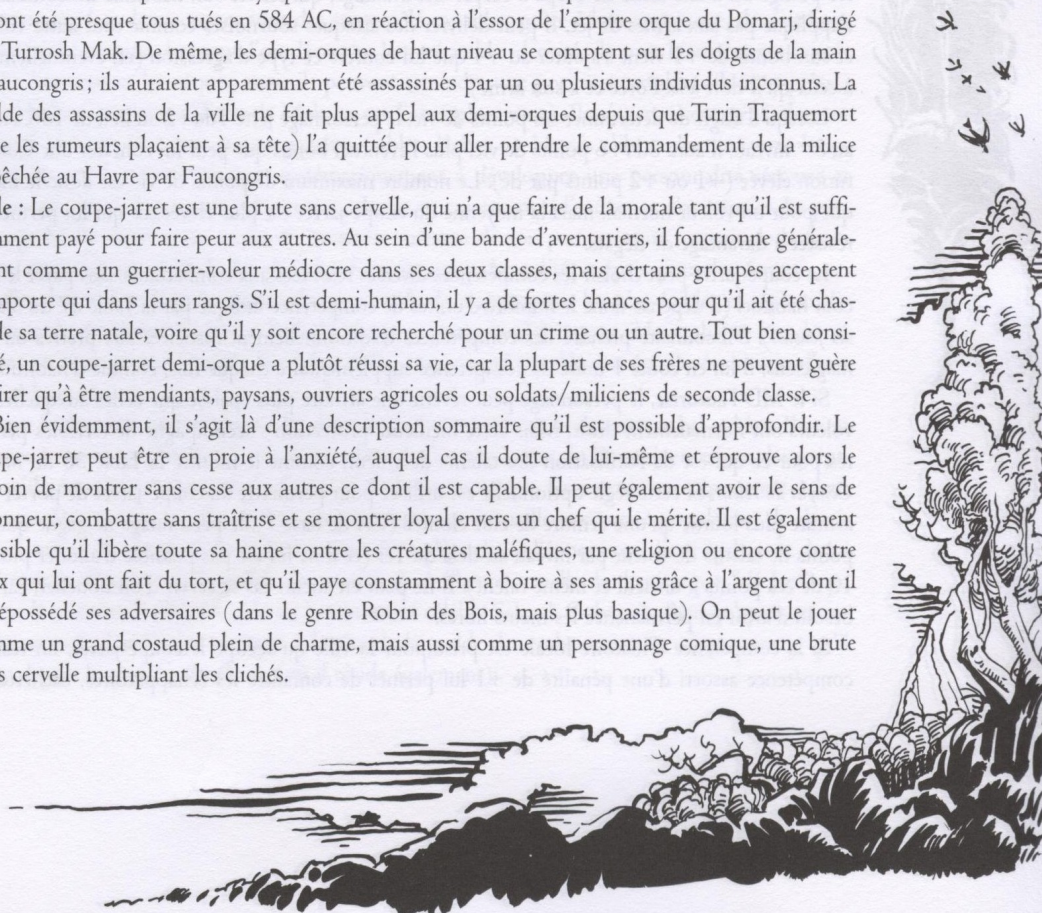 ont été presque tous tués en 584 AC, en réaction à l'essor de l'empire orque du Pomarj, dirigé
Turrosh Mak. De même, les demi-orques de haut niveau se comptent sur les doigts de la main
aucongris ; ils auraient apparemment été assassinés par un ou plusieurs individus inconnus. La
lde des assassins de la ville ne fait plus appel aux demi-orques depuis que Turin Traquemort
e les rumeurs plaçaient à sa tête) l'a quittée pour aller prendre le commandement de la milice
pêchée au Havre par Faucongris.
le : Le coupe-jarret est une brute sans cervelle, qui n'a que faire de la morale tant qu'il est suffi-
mment payé pour faire peur aux autres. Au sein d'une bande d'aventuriers, il fonctionne générale-
nt comme un guerrier-voleur médiocre dans ses deux classes, mais certains groupes acceptent
mporte qui dans leurs rangs. S'il est demi-humain, il y a de fortes chances pour qu'il ait été chas-
de sa terre natale, voire qu'il y soit encore recherché pour un crime ou un autre. Tout bien consi-
é, un coupe-jarret demi-orque a plutôt réussi sa vie, car la plupart de ses frères ne peuvent guère
irer qu'à être mendiants, paysans, ouvriers agricoles ou soldats/miliciens de seconde classe.
Bien évidemment, il s'agit là d'une description sommaire qu'il est possible d'approfondir. Le
pe-jarret peut être en proie à l'anxiété, auquel cas il doute de lui-même et éprouve alors le
oin de montrer sans cesse aux autres ce dont il est capable. Il peut également avoir le sens de
onneur, combattre sans traîtrise et se montrer loyal envers un chef qui le mérite. Il est également
sible qu'il libère toute sa haine contre les créatures maléfiques, une religion ou encore contre
x qui lui ont fait du tort, et qu'il paye constamment à boire à ses amis grâce à l'argent dont il
épossédé ses adversaires (dans le genre Robin des Bois, mais plus basique). On peut le jouer
mme un grand costaud plein de charme, mais aussi comme un personnage comique, une brute
s cervelle multipliant les clichés.